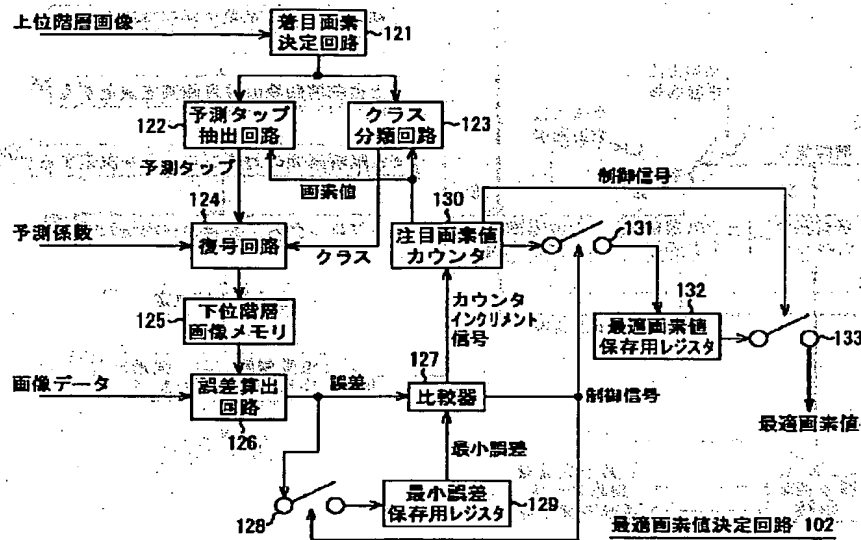 上位階層画像
着目画素
決定回路
121
予測タップ
抽出回路
122
クラス
分類回路
123
予測タップ
画素値
制御信号
124
130
予測係数
復号回路
クラス
注目画素値
カウンタ
131
132
125
下位階層
画像メモリ
カウンタ
インクリメント
信号
最適画素値
保存用レジスタ
133
127
画像データ
誤差算出
回路
誤差
比較器
制御信号
最適画素値
126
最小誤差
128
最小誤差
保存用レジスタ
129
最適画素値決定回路 102